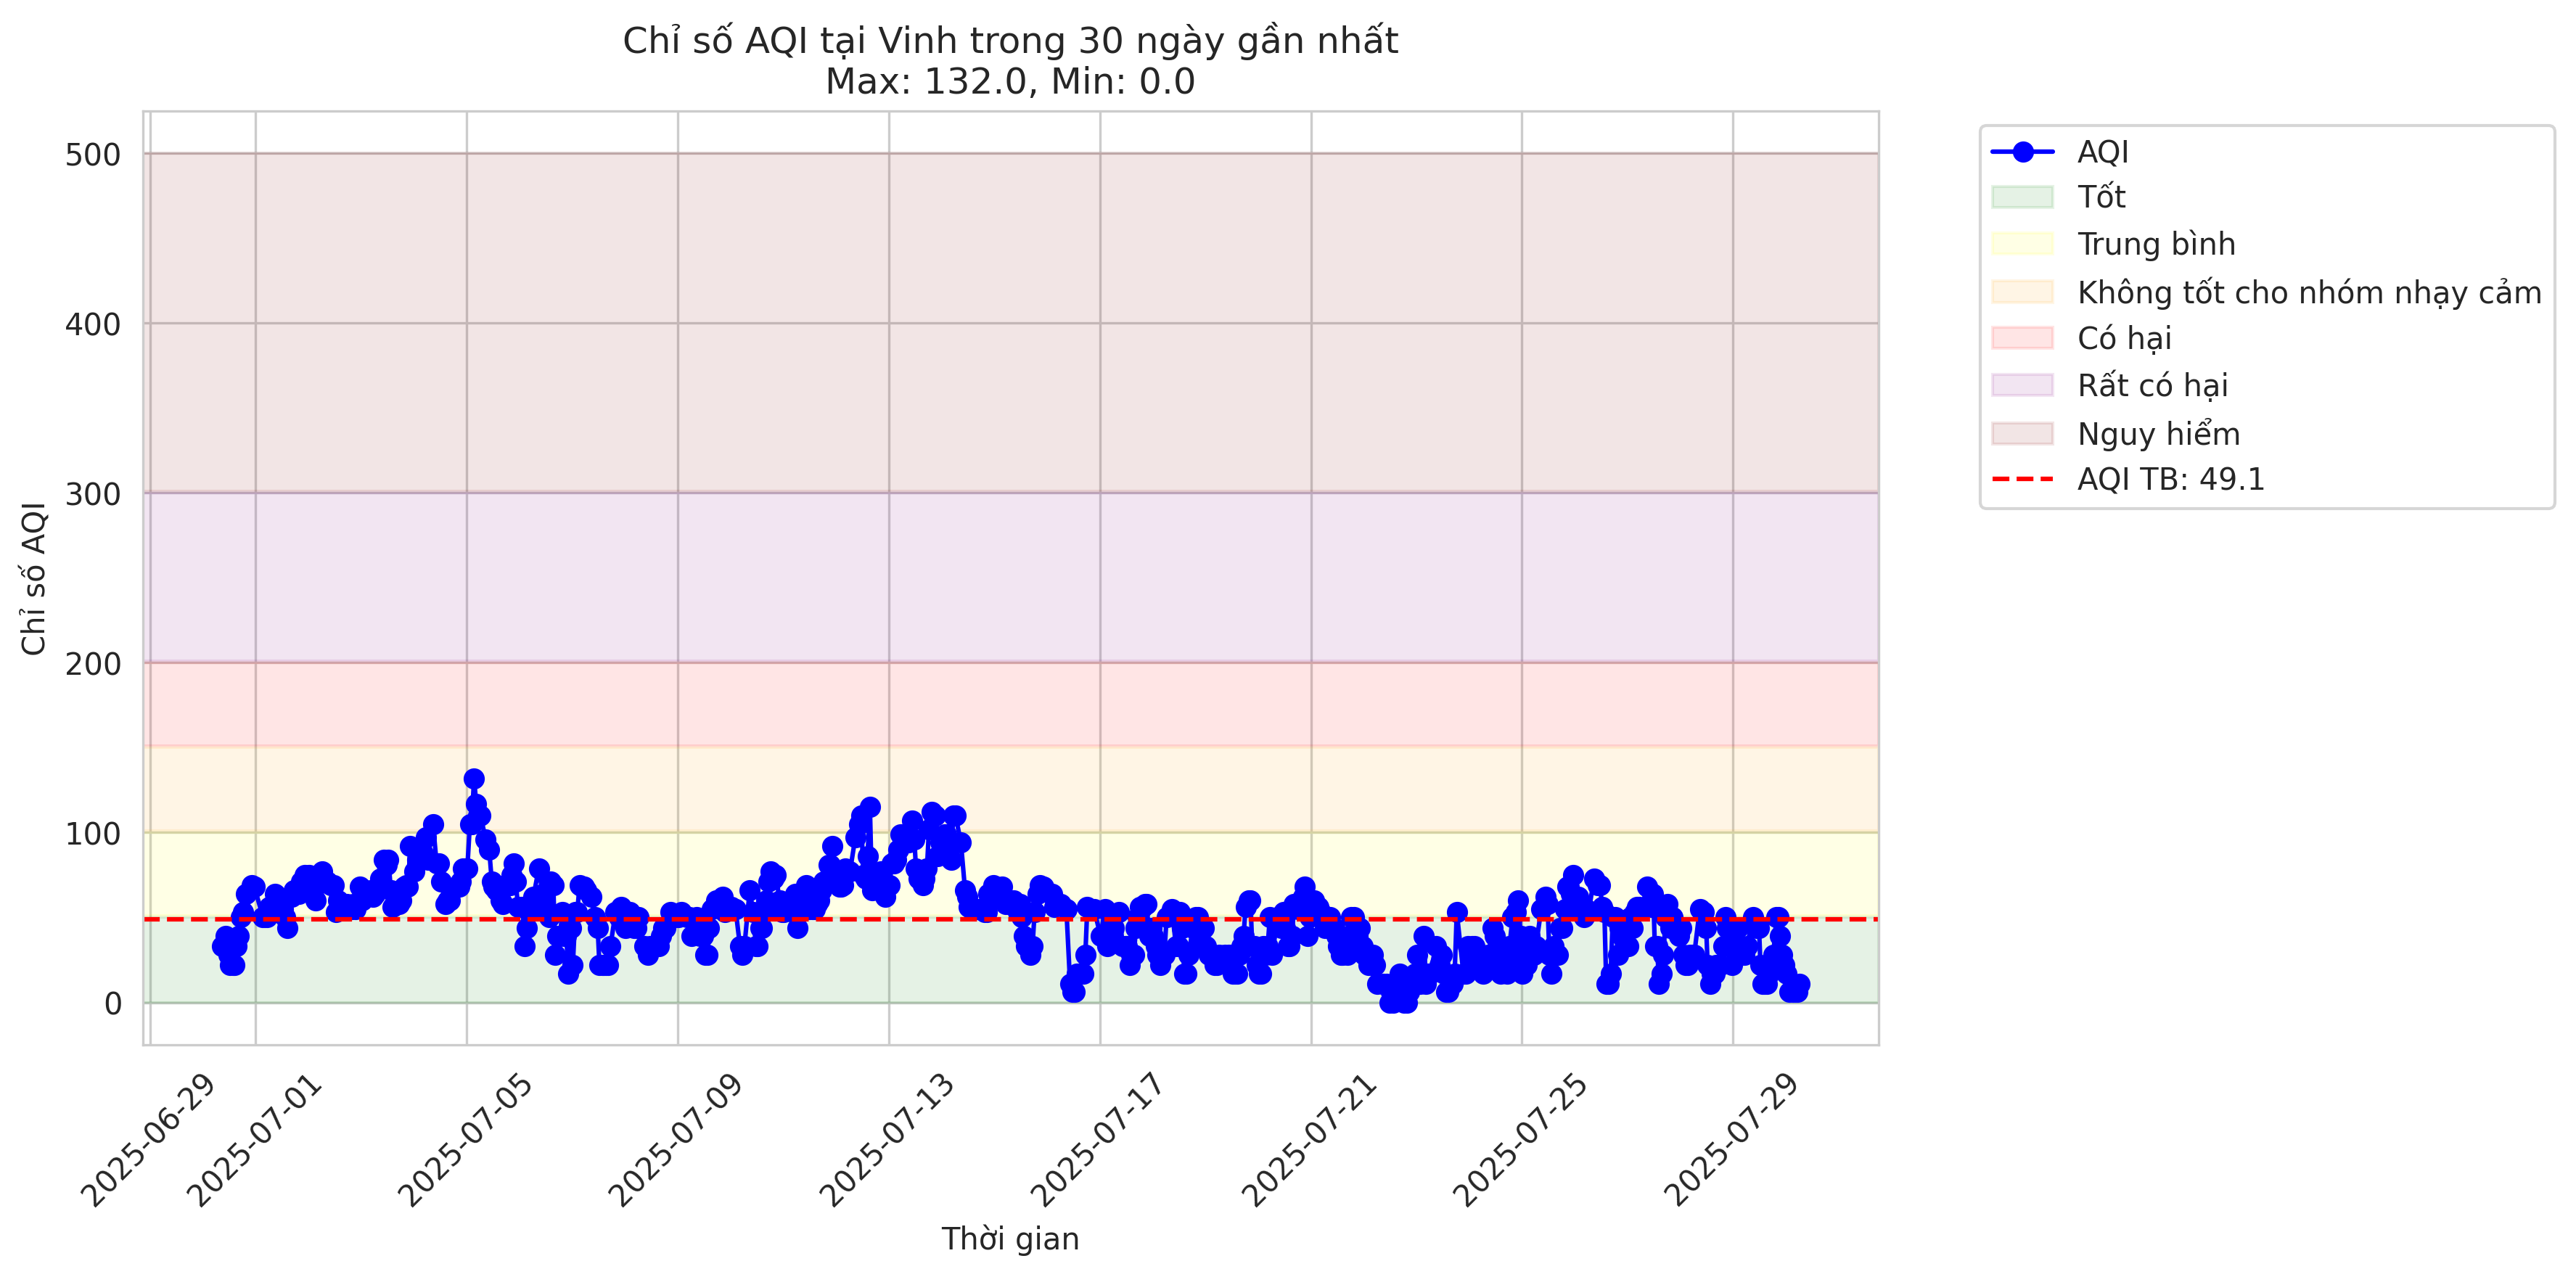 Chỉ số AQI tại Vinh trong 30 ngày gần nhất
Max: 132.0, Min: 0.0
Chỉ số AQI
500
400
300
200
100
0
2025-06-29
2025-07-01
2025-07-05
2025-07-09
2025-07-13
2025-07-17
2025-07-21
2025-07-25
2025-07-29
Thời gian
AQI
Tốt
Trung bình
Không tốt cho nhóm nhạy cảm
Có hại
Rất có hại
Nguy hiểm
AQI TB: 49.1